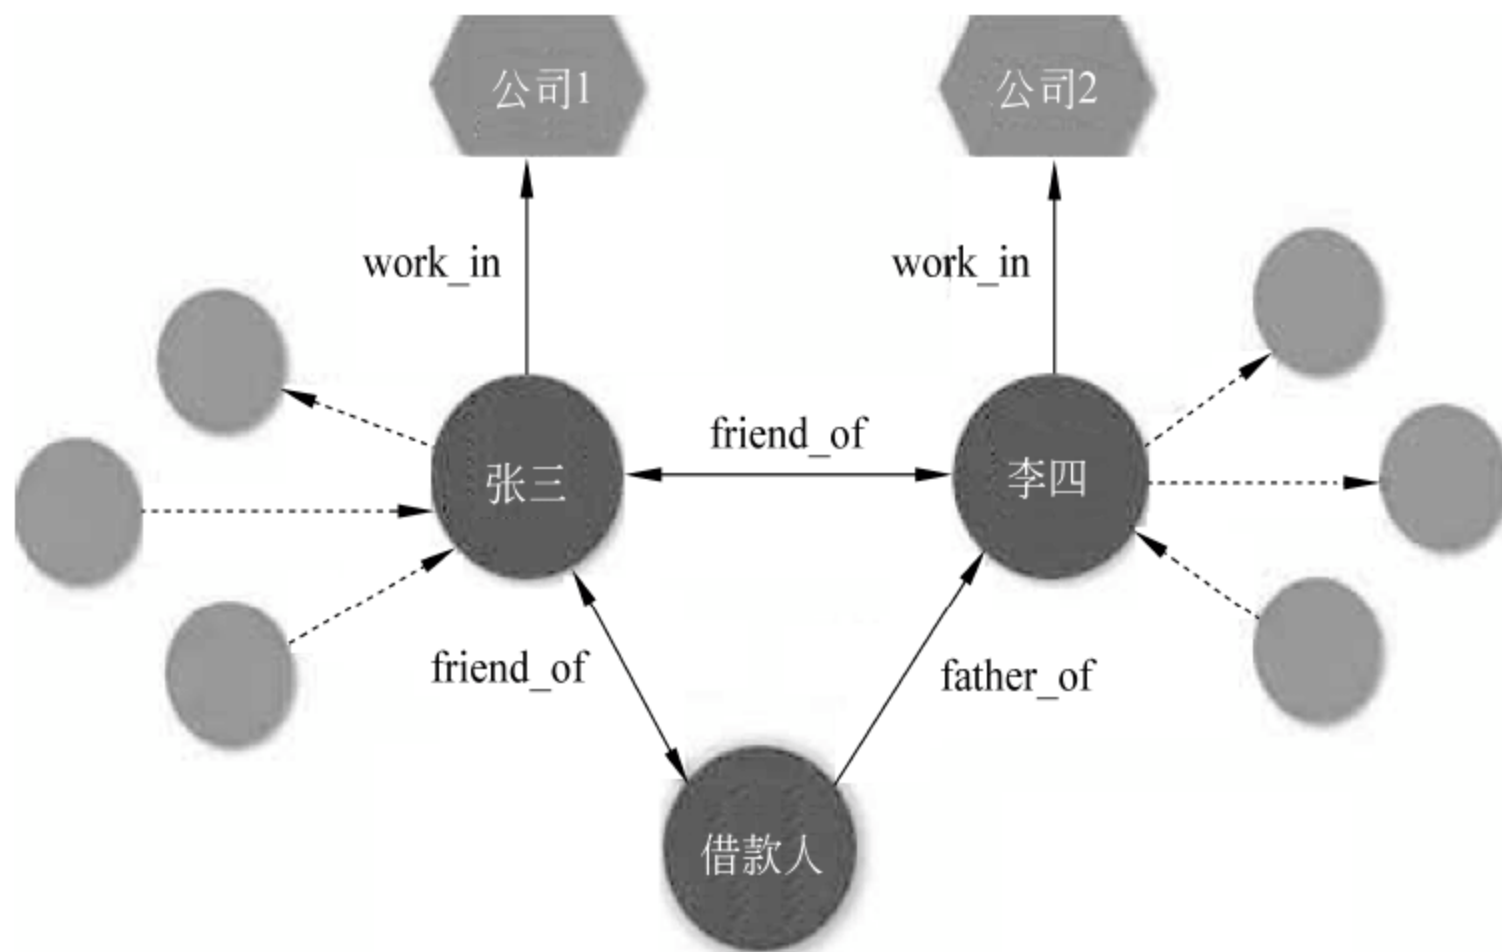 公司1
公司2
work_in
work_in
friend_of
张三
李四
friend_of
father_of
借款人